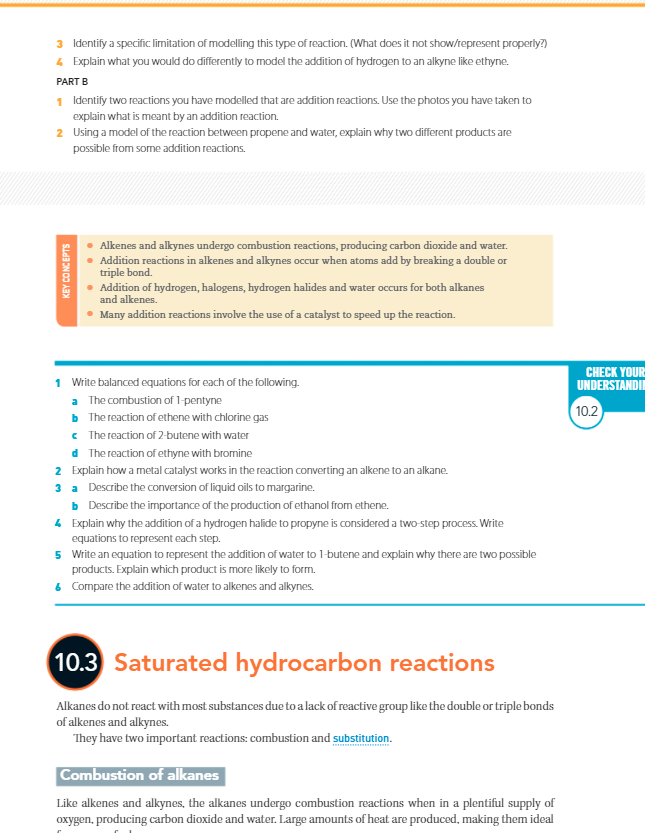 3 Identify a specific limitation of modelling this type of reaction. (What does it not show/represent properly?)
4 Explain what you would do differently to model the addition of hydrogen to an alkyne like ethyne.
PART B
1 Identify two reactions you have modelled that are addition reactions. Use the photos you have taken to
explain what is meant by an addition reaction.
2 Using a model of the reaction between propene and water, explain why two different products are
possible from some addition reactions.
KEY CONCEPTS
• Alkenes and alkynes undergo combustion reactions, producing carbon dioxide and water.
• Addition reactions in alkenes and alkynes occur when atoms add by breaking a double or
triple bond.
• Addition of hydrogen, halogens, hydrogen halides and water occurs for both alkanes
and alkenes.
• Many addition reactions involve the use of a catalyst to speed up the reaction.
CHECK YOUR
UNDERSTANDIN
10.2
1 Write balanced equations for each of the following.
a The combustion of 1-pentyne
b The reaction of ethene with chlorine gas
c The reaction of 2-butene with water
d The reaction of ethyne with bromine
2 Explain how a metal catalyst works in the reaction converting an alkene to an alkane.
3 a Describe the conversion of liquid oils to margarine.
b Describe the importance of the production of ethanol from ethene.
4 Explain why the addition of a hydrogen halide to propyne is considered a two-step process. Write
equations to represent each step.
5 Write an equation to represent the addition of water to 1-butene and explain why there are two possible
products. Explain which product is more likely to form.
6 Compare the addition of water to alkenes and alkynes.
10.3 Saturated hydrocarbon reactions
Alkanes do not react with most substances due to a lack of reactive group like the double or triple bonds
of alkenes and alkynes.
They have two important reactions: combustion and substitution.
Combustion of alkanes
Like alkenes and alkynes, the alkanes undergo combustion reactions when in a plentiful supply of
oxygen, producing carbon dioxide and water. Large amounts of heat are produced, making them ideal